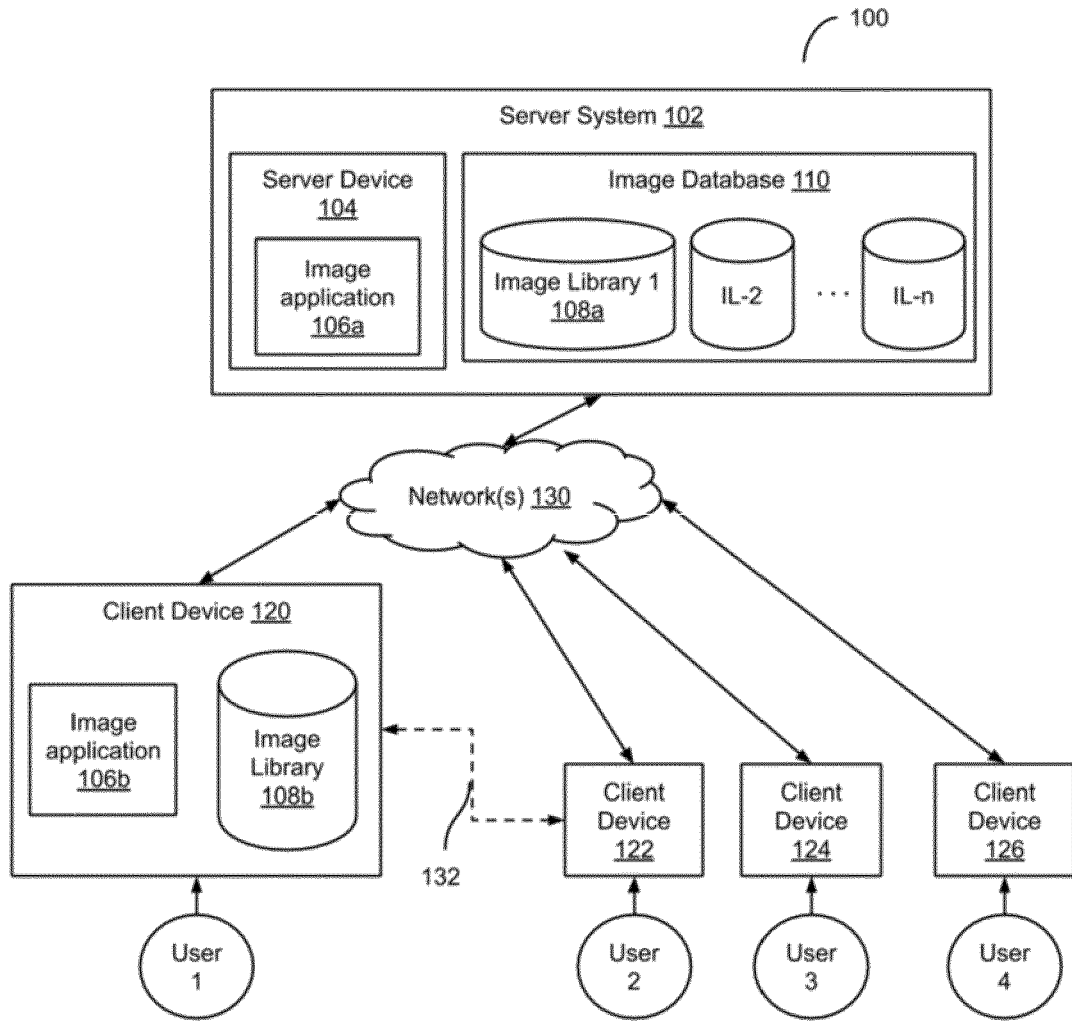 100
Server System 102
Server Device
104
Image
application
106a
Image Database 110
Image Library 1
108a
IL-2
. . .
IL-n
Network(s) 130
Client Device 120
Image
application
106b
Image
Library
108b
132
Client
Device
122
Client
Device
124
Client
Device
126
User
1
User
2
User
3
User
4